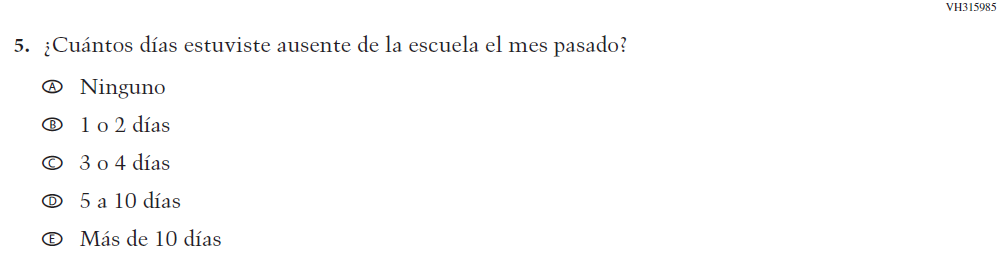 VH315985
5. ¿Cuántos días estuviste ausente de la escuela el mes pasado?
A Ninguno
B 1 o 2 días
C 3 o 4 días
D 5 a 10 días
E Más de 10 días